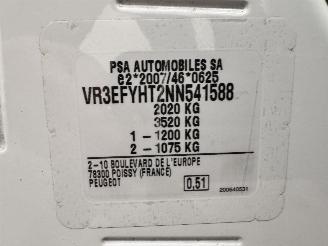 PSA AUTOMOBILES SA
e2*2007/46*0625
VR3EFYHT2NN541588
2020 KG
3520 KG
1 - 1200 KG
2 - 1075 KG
2-10 BOULEVARD DE L'EUROPE
78300 POISSY (FRANCE)
PEUGEOT
0,51
200640531